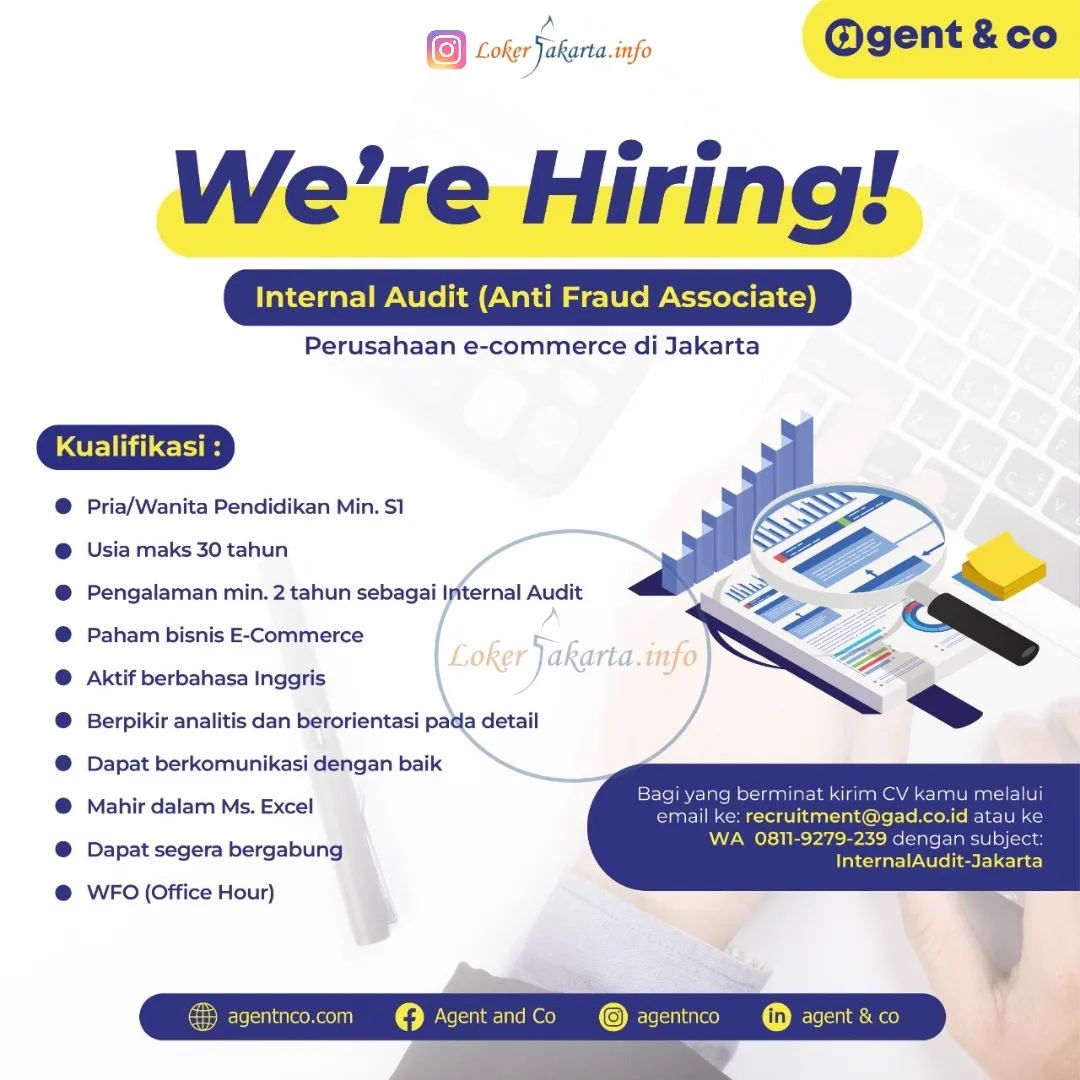 LokerJakarta.info
agent & co
We're Hiring!
Internal Audit (Anti Fraud Associate)
Perusahaan e-commerce di Jakarta
Kualifikasi :
Pria/Wanita Pendidikan Min. S1
Usia maks 30 tahun
Pengalaman min. 2 tahun sebagai Internal Audit
Paham bisnis E-Commerce
Aktif berbahasa Inggris
Berpikir analitis dan berorientasi pada detail
Dapat berkomunikasi dengan baik
Mahir dalam Ms. Excel
Dapat segera bergabung
WFO (Office Hour)
LokerJakarta.info
Bagi yang berminat kirim CV kamu melalui
email ke: recruitment@gad.co.id atau ke
WA 0811-9279-239 dengan subject:
InternalAudit-Jakarta
agentnco.com
Agent and Co
agentnco
agent & co